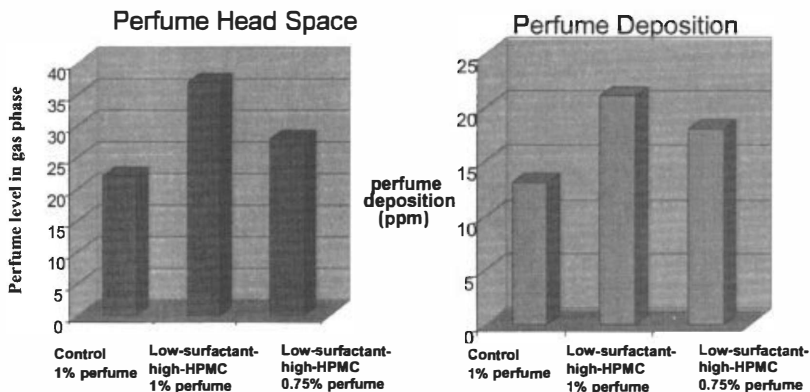 Perfume Head Space
Perfume level in gas phase
40
35
30
25
20
15
10
5
0
Control
1% perfume
Low-surfactant-
high-HPMC
1% perfume
Low-surfactant-
high-HPMC
0.75% perfume
Perfume Deposition
perfume
deposition
(ppm)
25
20
15
10
5
0
Control
1% perfume
Low-surfactant-
high-HPMC
1% perfume
Low-surfactant-
high-HPMC
0.75% perfume